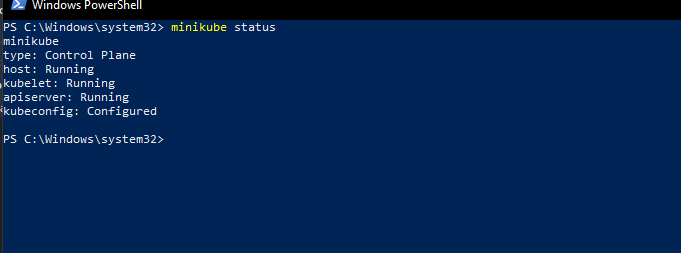 Windows PowerShell
PS C:\Windows\system32> minikube status
minikube
type: Control Plane
host: Running
kubelet: Running
apiserver: Running
kubeconfig: Configured
PS C:\Windows\system32>